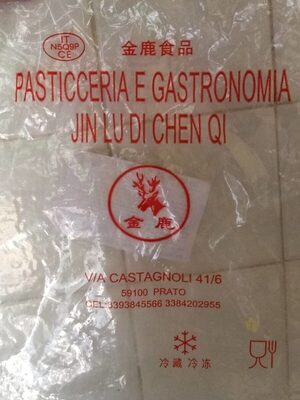 IT
N5Q9P
CE
金鹿食品
PASTICCERIA E GASTRONOMIA
JIN LU DI CHEN QI
金鹿
VIA CASTAGNOLI 41/6
59100 PRATO
CEL:3393845566 3384202955
冷藏 冷冻